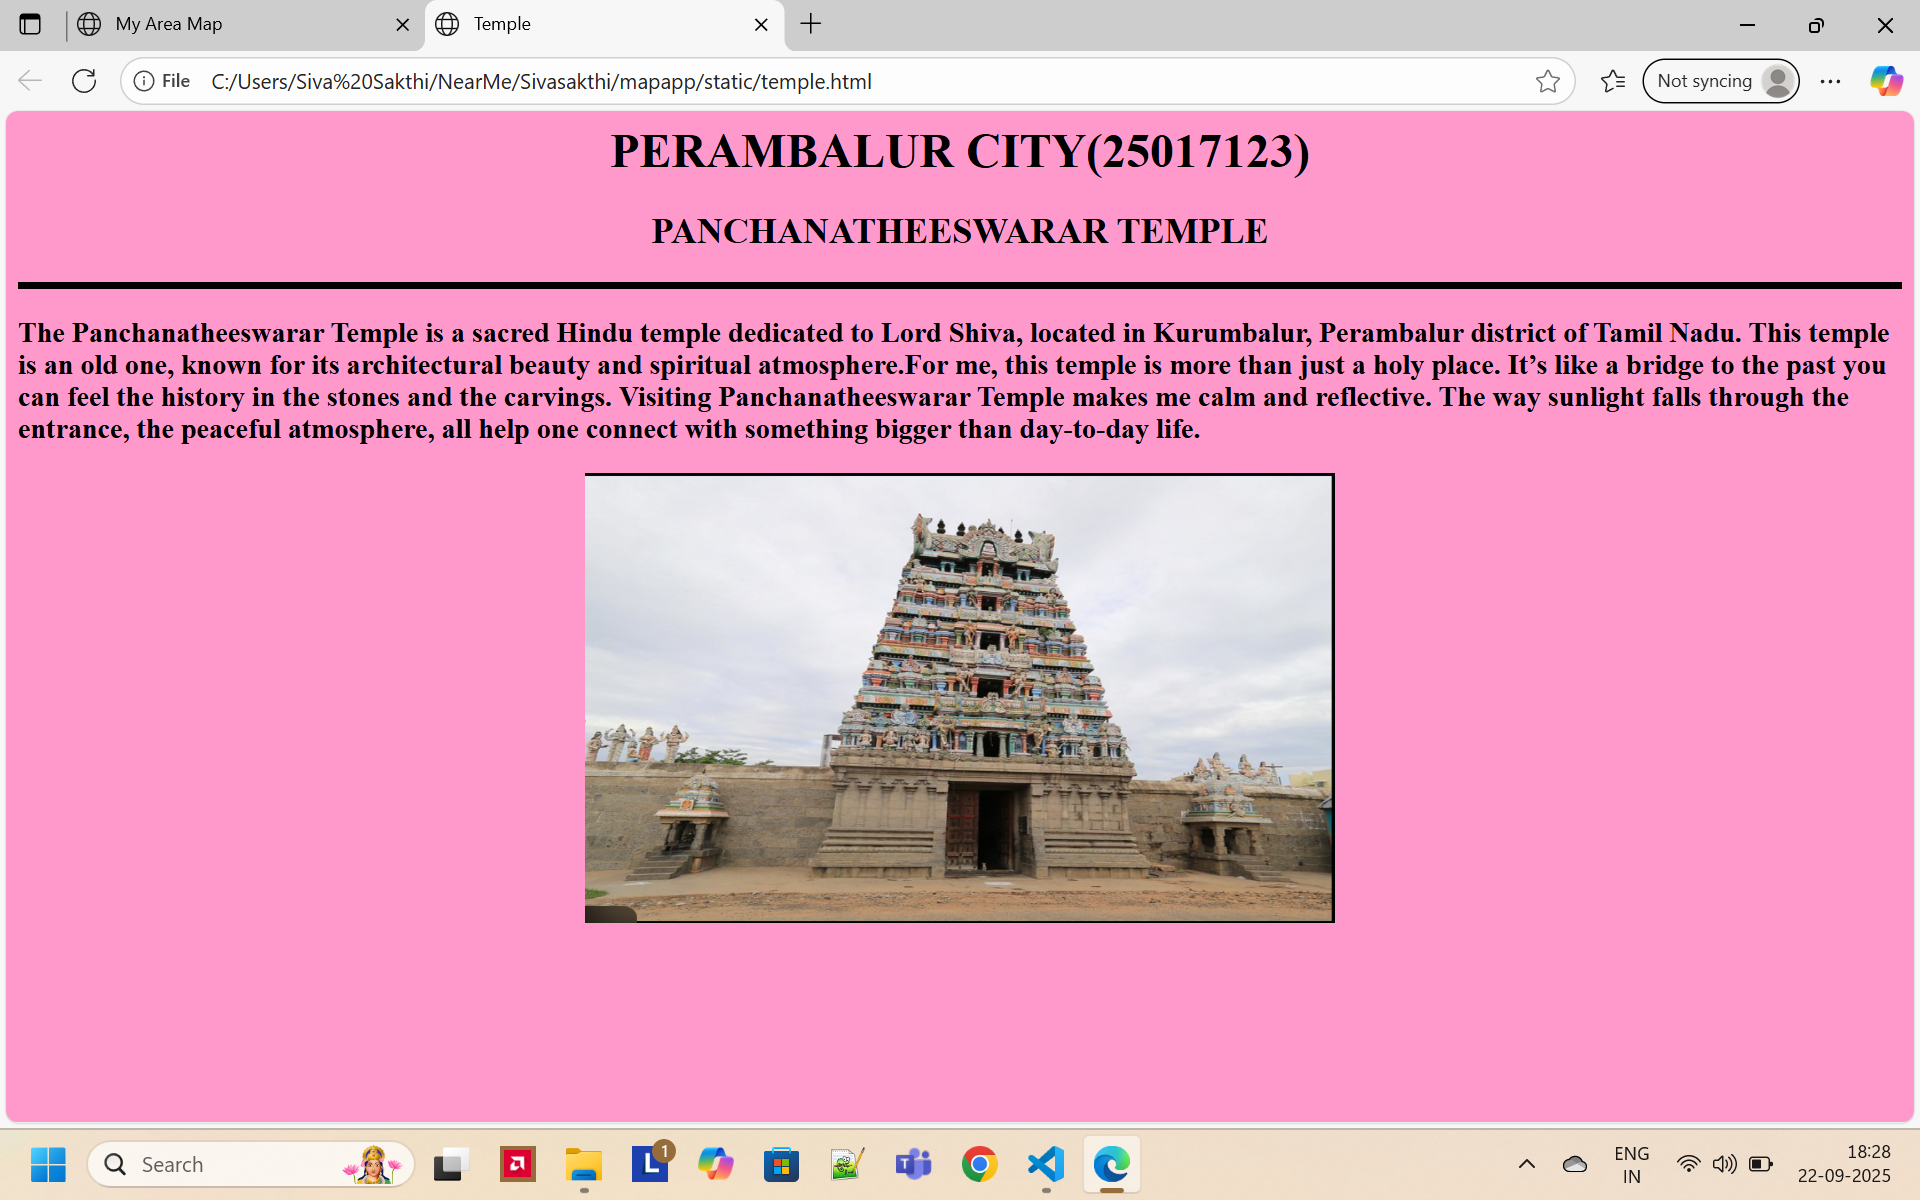 My Area Map
Temple
File
C:/Users/Siva%20Sakthi/NearMe/Sivasakthi/mapapp/static/temple.html
Not syncing
PERAMBALUR CITY(25017123)
PANCHANATHEESWARAR TEMPLE
The Panchanatheeswarar Temple is a sacred Hindu temple dedicated to Lord Shiva, located in Kurumbalur, Perambalur district of Tamil Nadu. This temple
is an old one, known for its architectural beauty and spiritual atmosphere.For me, this temple is more than just a holy place. It’s like a bridge to the past you
can feel the history in the stones and the carvings. Visiting Panchanatheeswarar Temple makes me calm and reflective. The way sunlight falls through the
entrance, the peaceful atmosphere, all help one connect with something bigger than day-to-day life.
Search
L
1
ENG
IN
18:28
22-09-2025